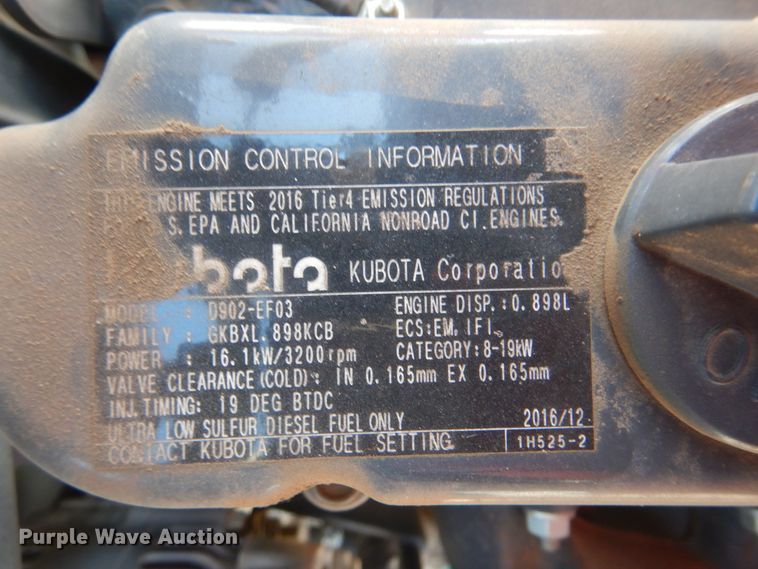 EMISSION CONTROL INFORMATION
ENGINE MEETS 2016 Tier4 EMISSION REGULATIONS
S. EPA AND CALIFORNIA NONROAD CI. ENGINES.
bota KUBOTA Corporatio
MODEL : D902-EF03 ENGINE DISP.:0.898L
FAMILY : GKBXL.898KCB ECS:EM, IFI
POWER : 16.1kW/3200rpm CATEGORY:8-19kW
VALVE CLEARANCE(COLD): IN 0.165mm EX 0.165mm
INJ.TIMING: 19 DEG BTDC
ULTRA LOW SULFUR DIESEL FUEL ONLY 2016/12
CONTACT KUBOTA FOR FUEL SETTING. 1H525-2
Purple Wave Auction